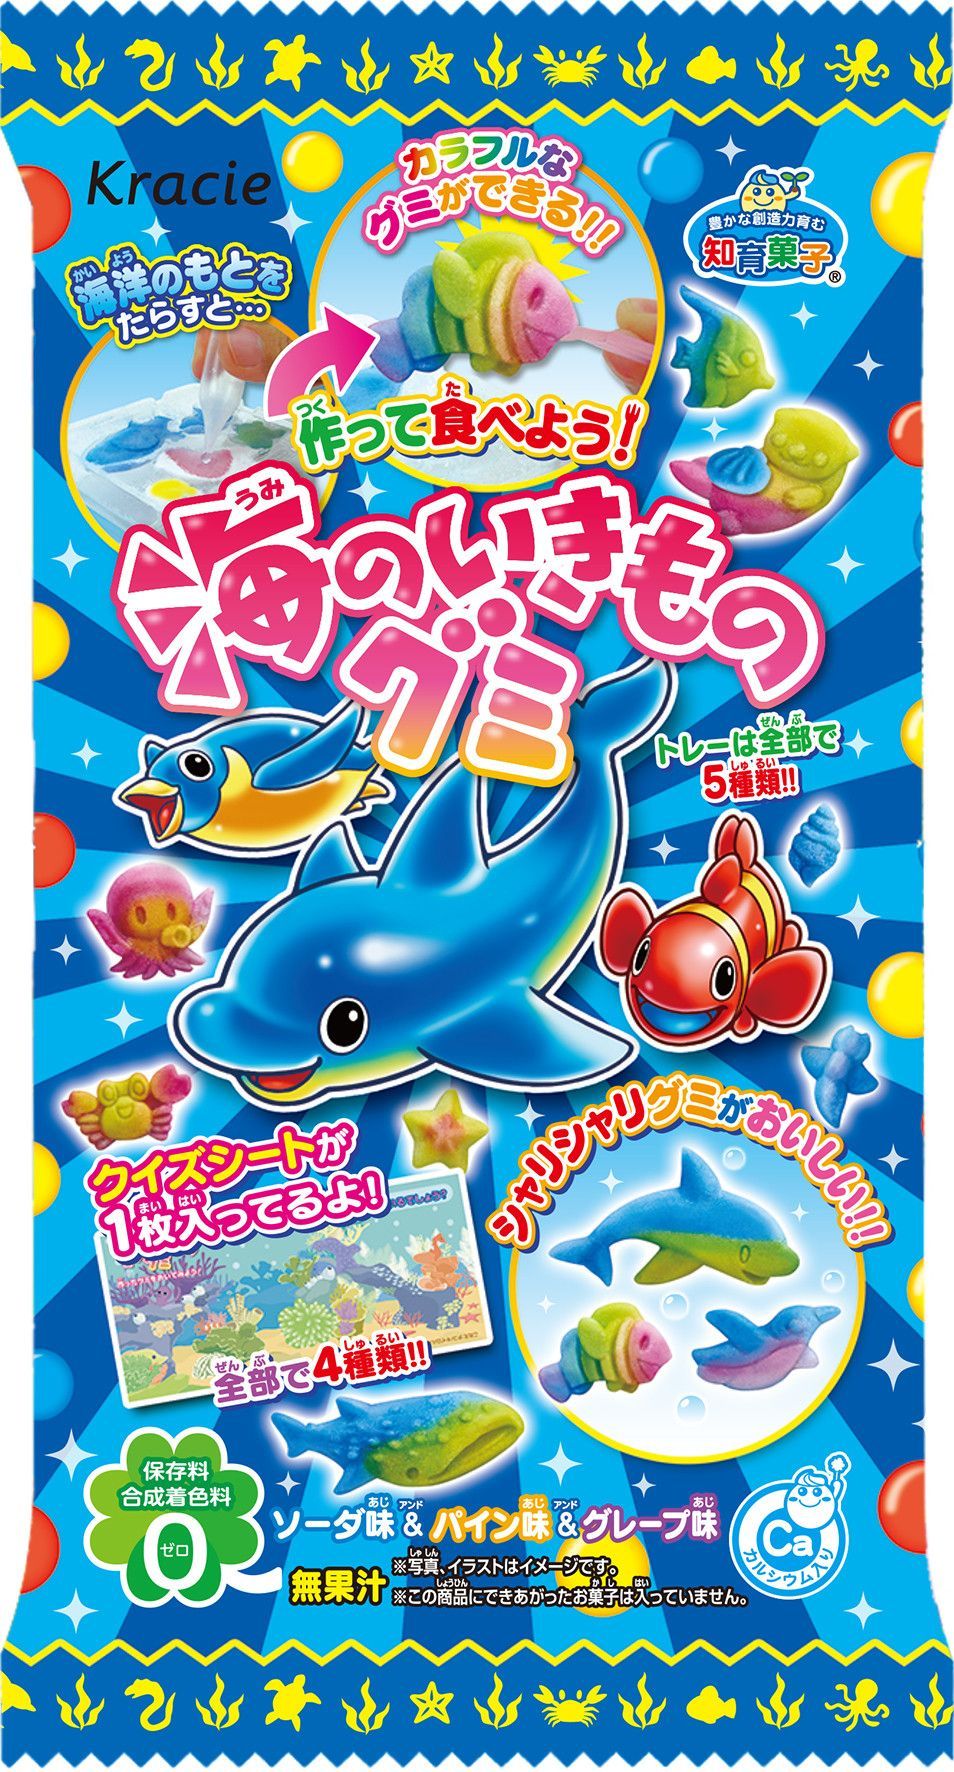 Kracie
カラフルな
グミができる!!
豊かな創造力育む
知育菓子®
海洋のもとを
たらすと…
作って食べよう!
海のいきもの
グミ
トレーは全部で
5種類!!
クイズシートが
1枚入ってるよ!
全部で4種類!!
シャリシャリグミがおいしい!!
保存料
合成着色料
0
ゼロ
ソーダ味&パイン味&グレープ味
無果汁
※写真、イラストはイメージです。
※この商品にできあがったお菓子は入っていません。
Ca
カルシウム入り